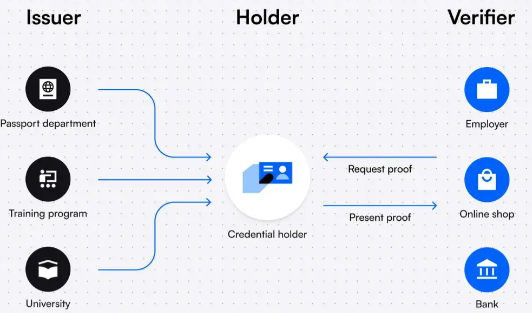 Issuer
Holder
Verifier
Passport department
Employer
Request proof
Training program
Online shop
Present proof
Credential holder
University
Bank